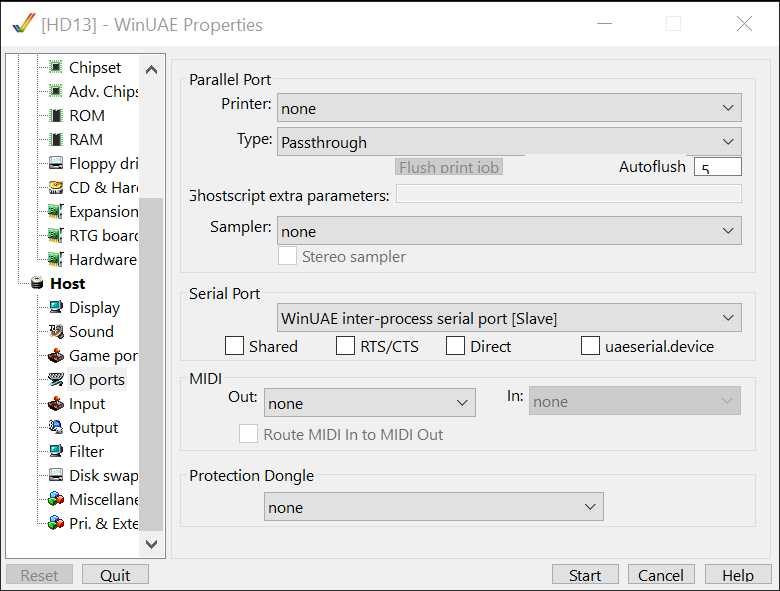 [HD13] - WinUAE Properties
Chipset
Adv. Chips
ROM
RAM
Floppy dri
CD & Hard
Expansion
RTG board
Hardware
Host
Display
Sound
Game por
IO ports
Input
Output
Filter
Disk swap
Miscellane
Pri. & Exte
Parallel Port
Printer: none
Type: Passthrough
Flush print job Autoflush 5
Ghostscript extra parameters:
Sampler: none
Stereo sampler
Serial Port
WinUAE inter-process serial port [Slave]
Shared RTS/CTS Direct uaeserial.device
MIDI
Out: none In: none
Route MIDI In to MIDI Out
Protection Dongle
none
Reset Quit Start Cancel Help